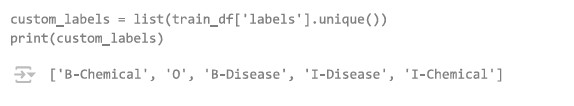 custom_labels = list(train_df['labels'].unique())
print(custom_labels)
['B-Chemical', 'O', 'B-Disease', 'I-Disease', 'I-Chemical']